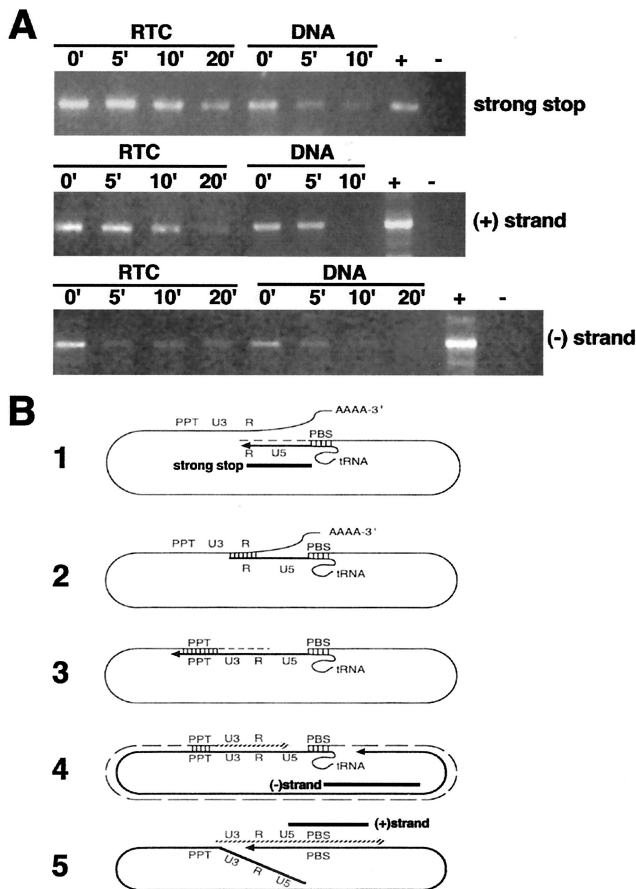 A
RTC DNA
0' 5' 10' 20' 0' 5' 10' + -
strong stop
RTC DNA
0' 5' 10' 20' 0' 5' 10' + -
(+) strand
RTC DNA
0' 5' 10' 20' 0' 5' 10' 20' + -
(-) strand
B
1
PPT U3 R AAAA-3'
PBS
R U5
strong stop tRNA
2
PPT U3 R AAAA-3'
PBS
R U5
tRNA
3
PPT PBS
PPT U3 R U5
tRNA
4
PPT U3 R PBS
PPT U3 R U5
tRNA
(-)strand
5
(+)strand
U3 R U5 PBS
PPT PBS
U3 R U5